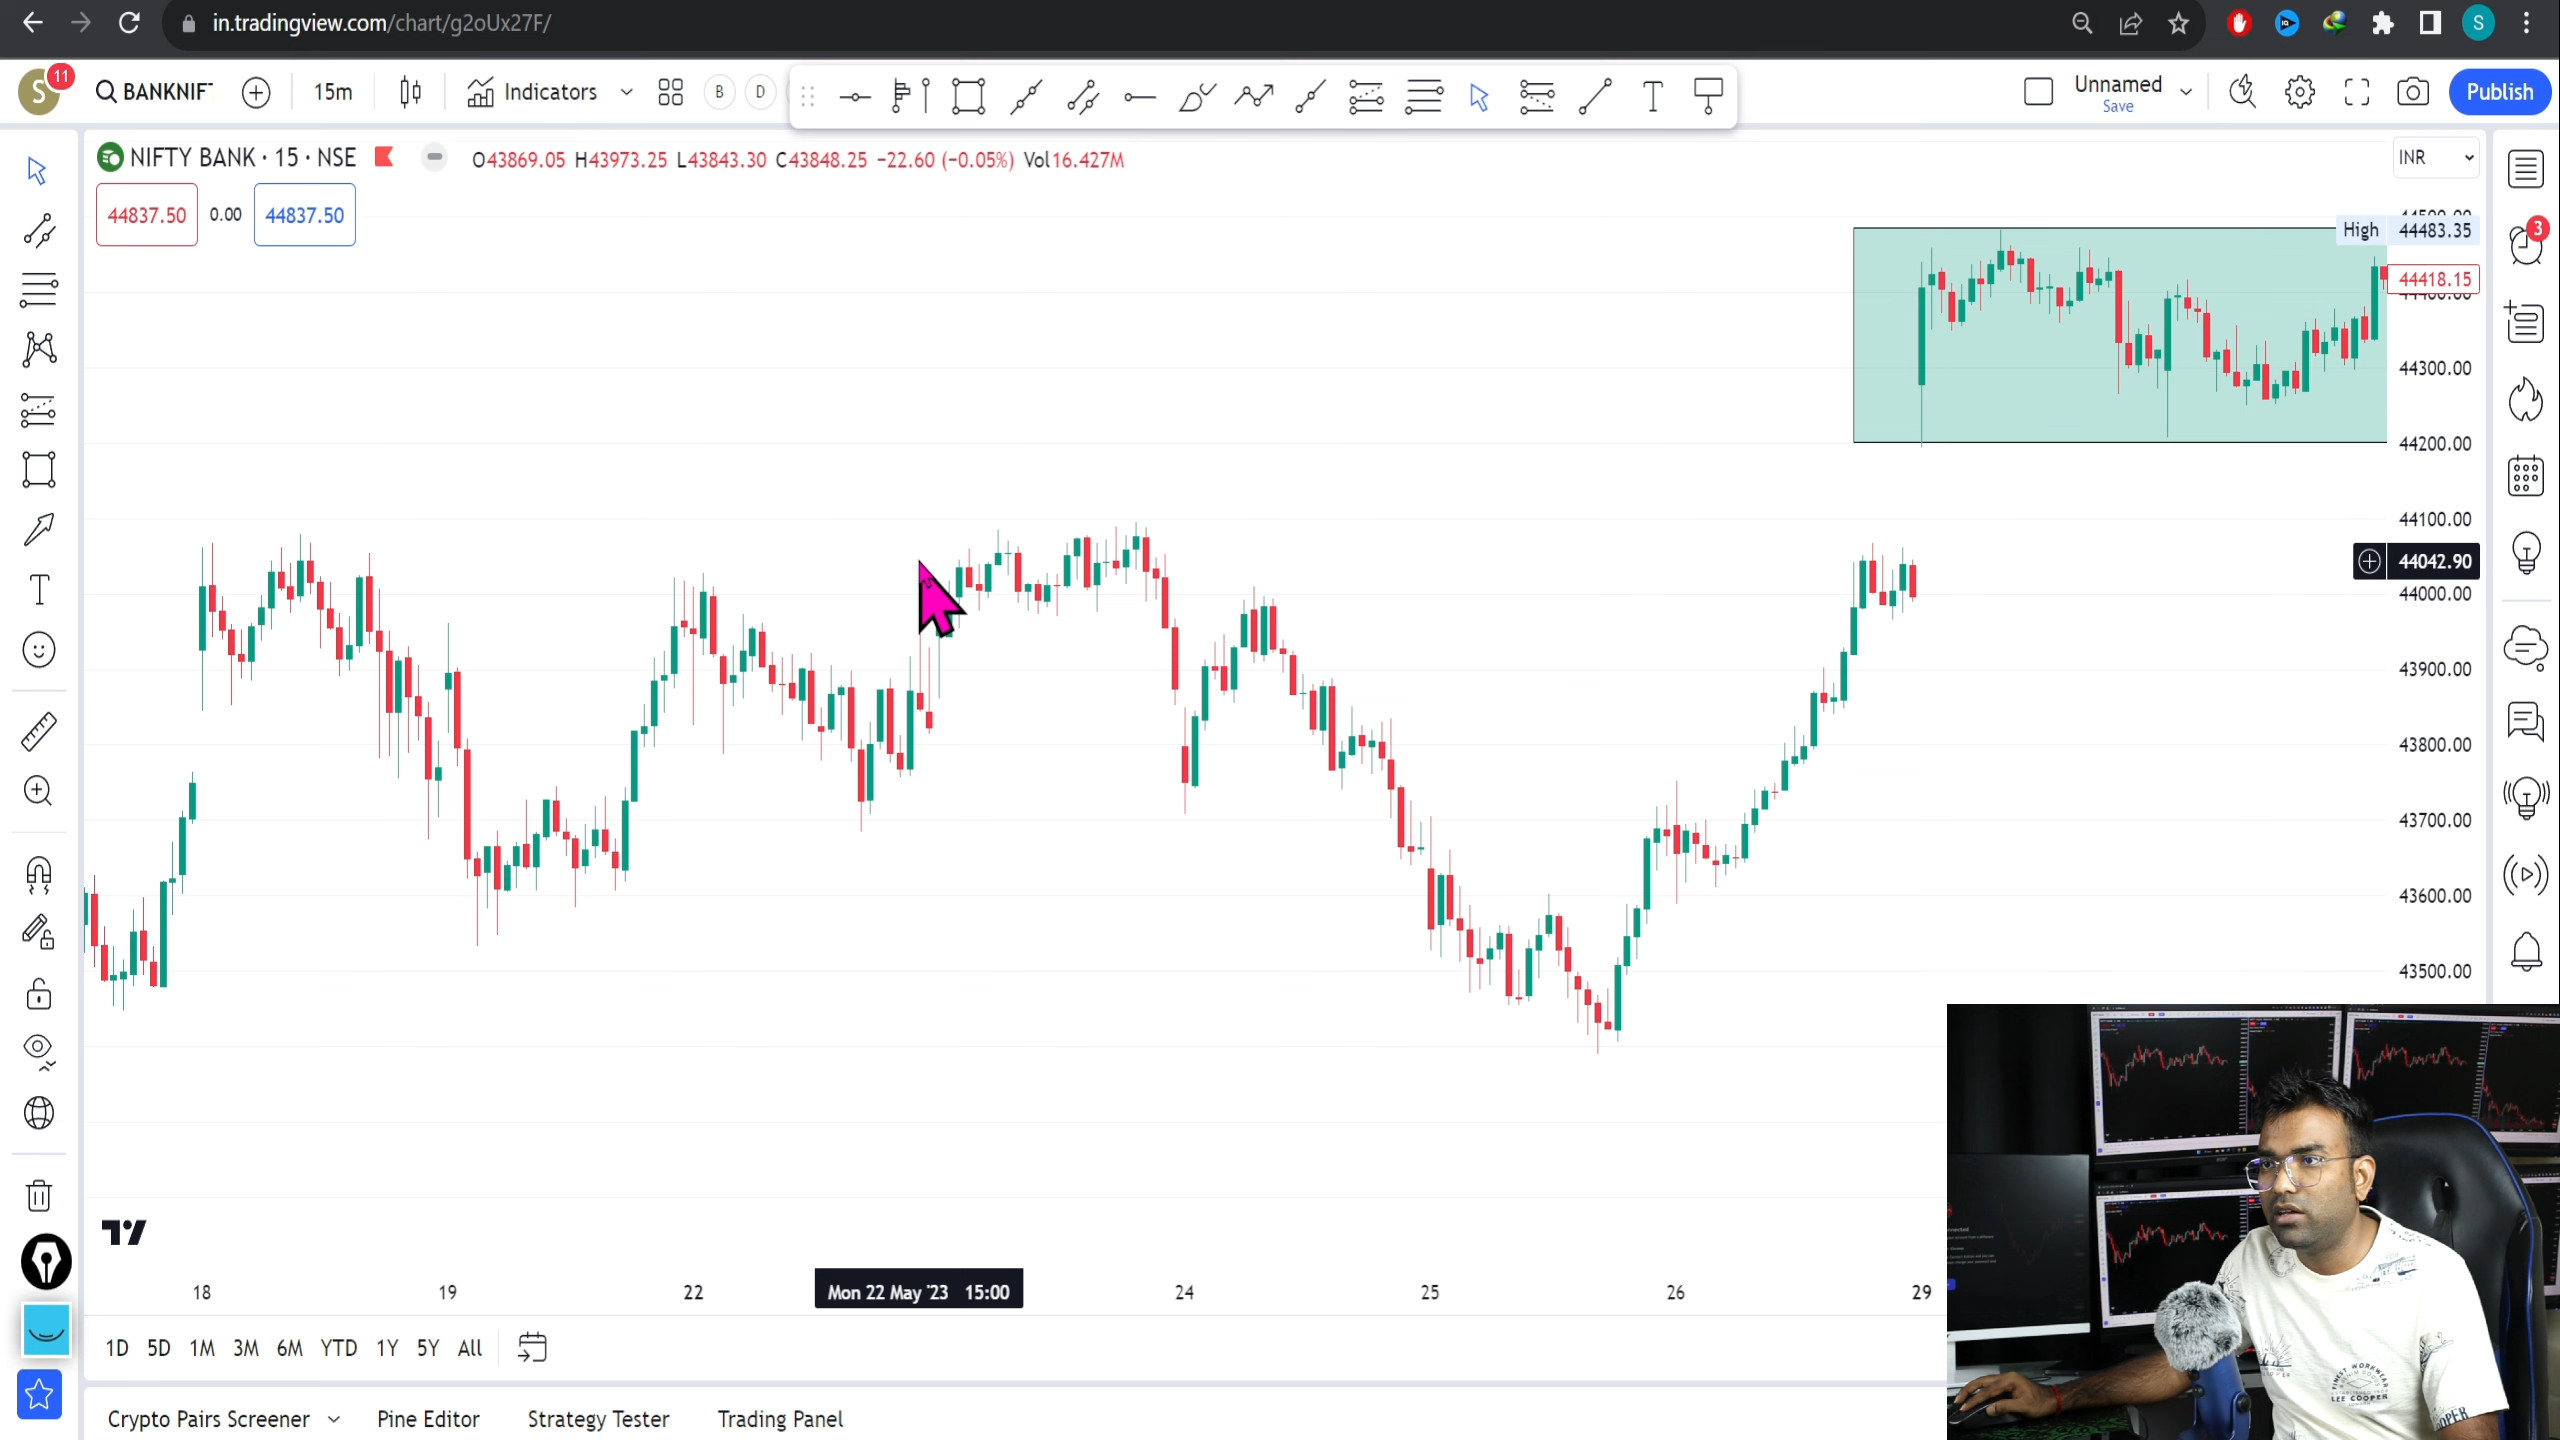 in.tradingview.com/chart/g2oUx27F/
S
S
11
BANKNIF
15m
Indicators
B
D
Unnamed
Save
Publish
NIFTY BANK · 15 · NSE
O43869.05 H43973.25 L43843.30 C43848.25 −22.60 (−0.05%) Vol16.427M
INR
44837.50
0.00
44837.50
High 44483.35
3
44418.15
44300.00
44200.00
44100.00
44042.90
44000.00
43900.00
43800.00
43700.00
43600.00
43500.00
18
19
22
Mon 22 May '23 15:00
24
25
26
29
1D 5D 1M 3M 6M YTD 1Y 5Y All
Crypto Pairs Screener
Pine Editor
Strategy Tester
Trading Panel
LEE COOPER